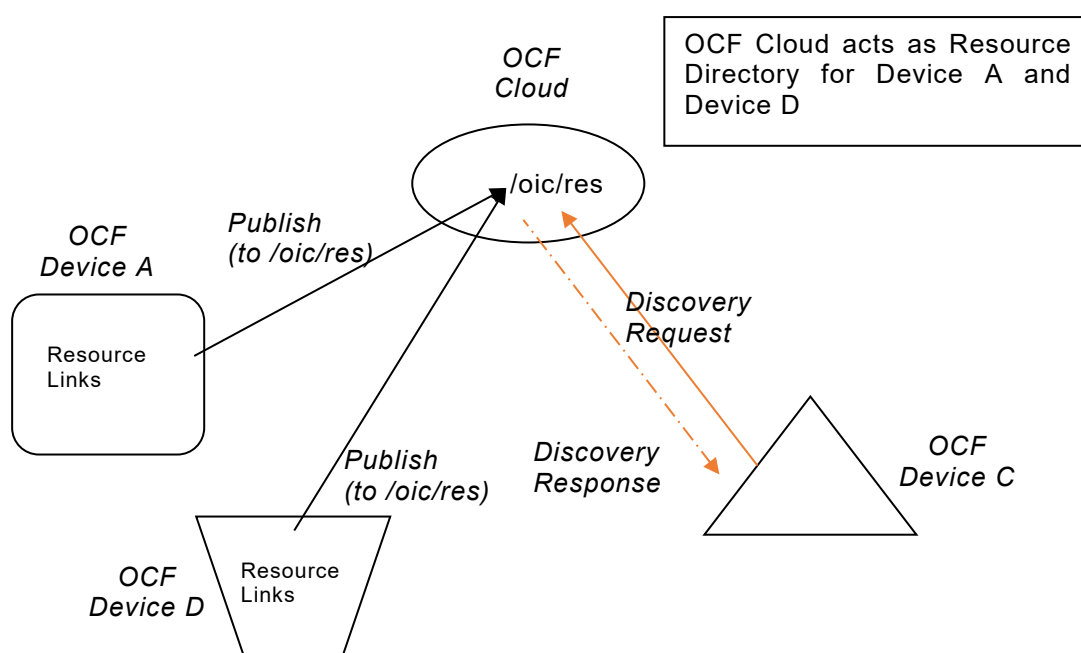 OCF
Cloud
OCF Cloud acts as Resource
Directory for Device A and
Device D
/oic/res
Publish
(to /oic/res)
OCF
Device A
Resource
Links
Discovery
Request
Publish
(to /oic/res)
Discovery
Response
OCF
Device C
OCF
Device D
Resource
Links